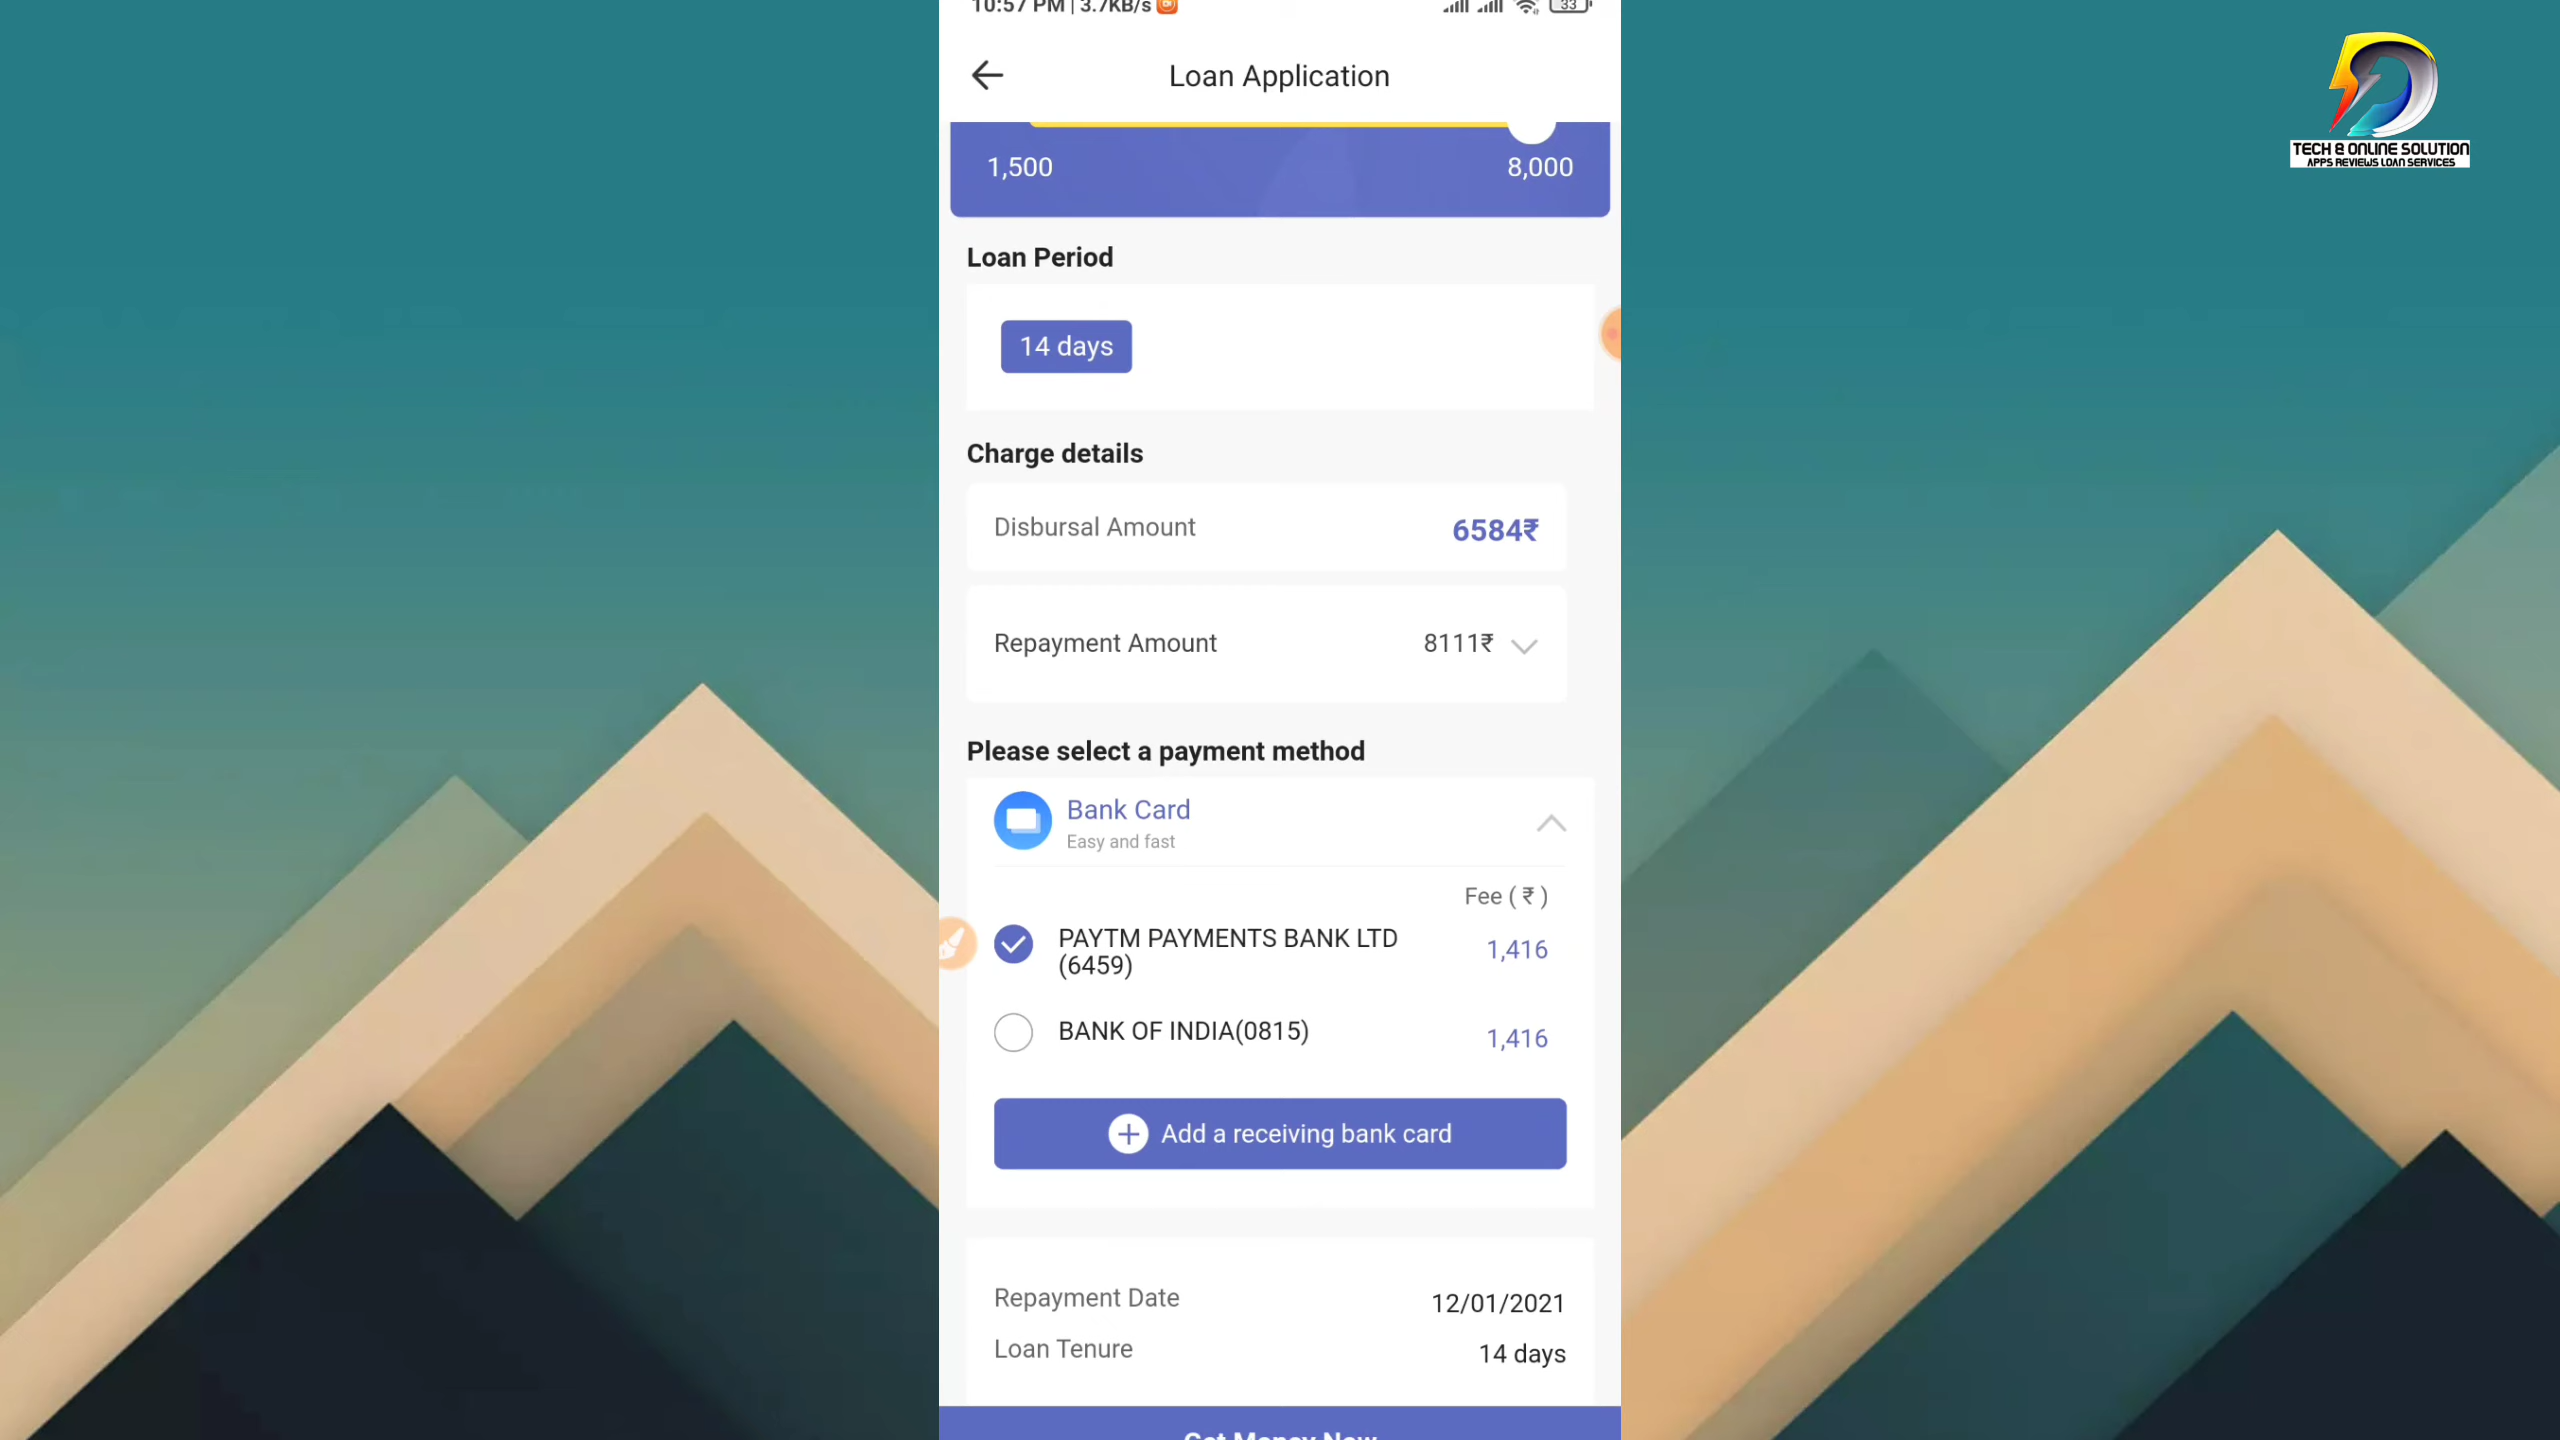 10:57 PM | 3.7KB/s
33
Loan Application
TECH & ONLINE SOLUTION
APPS REVIEWS LOAN SERVICES
1,500
8,000
Loan Period
14 days
Charge details
Disbursal Amount
6584₹
Repayment Amount
8111₹
Please select a payment method
Bank Card
Easy and fast
Fee ( ₹ )
PAYTM PAYMENTS BANK LTD
(6459)
1,416
BANK OF INDIA(0815)
1,416
Add a receiving bank card
Repayment Date
12/01/2021
Loan Tenure
14 days
Get Money Now